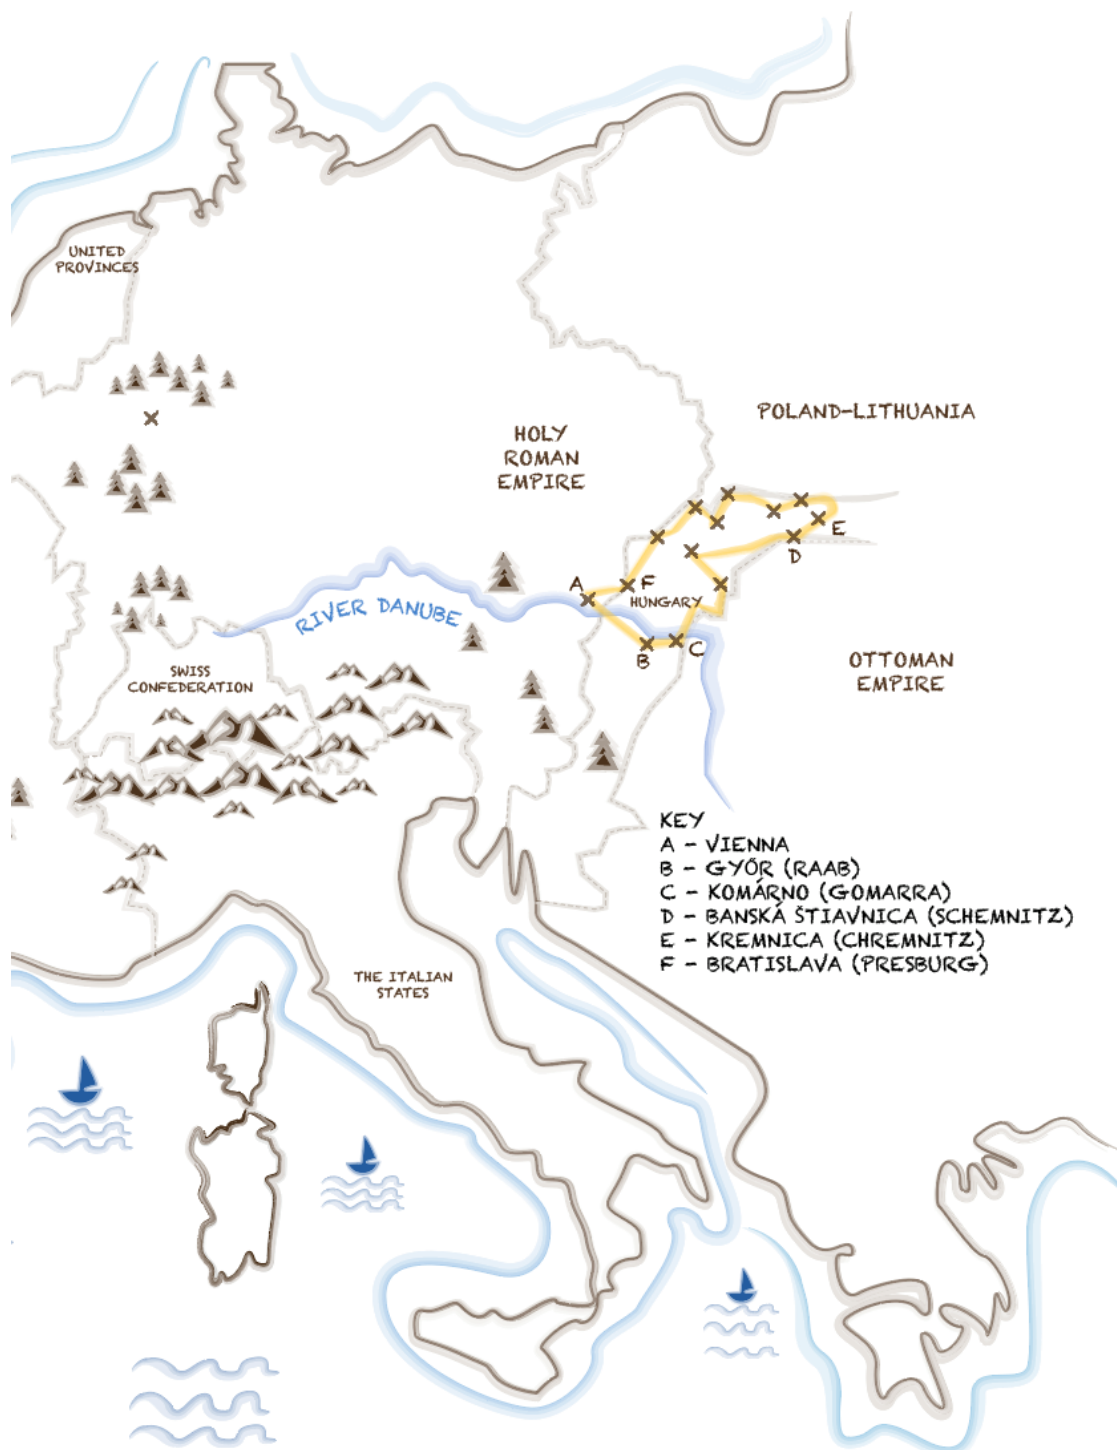 UNITED
PROVINCES
POLAND-LITHUANIA
HOLY
ROMAN
EMPIRE
E
D
A
F
HUNGARY
RIVER DANUBE
B
C
SWISS
CONFEDERATION
OTTOMAN
EMPIRE
KEY
A - VIENNA
B - GYŐR (RAAB)
C - KOMÁRNO (GOMARRA)
D - BANSKÁ ŠTIAVNICA (SCHEMNITZ)
E - KREMNICA (CHREMNITZ)
F - BRATISLAVA (PRESBURG)
THE ITALIAN
STATES